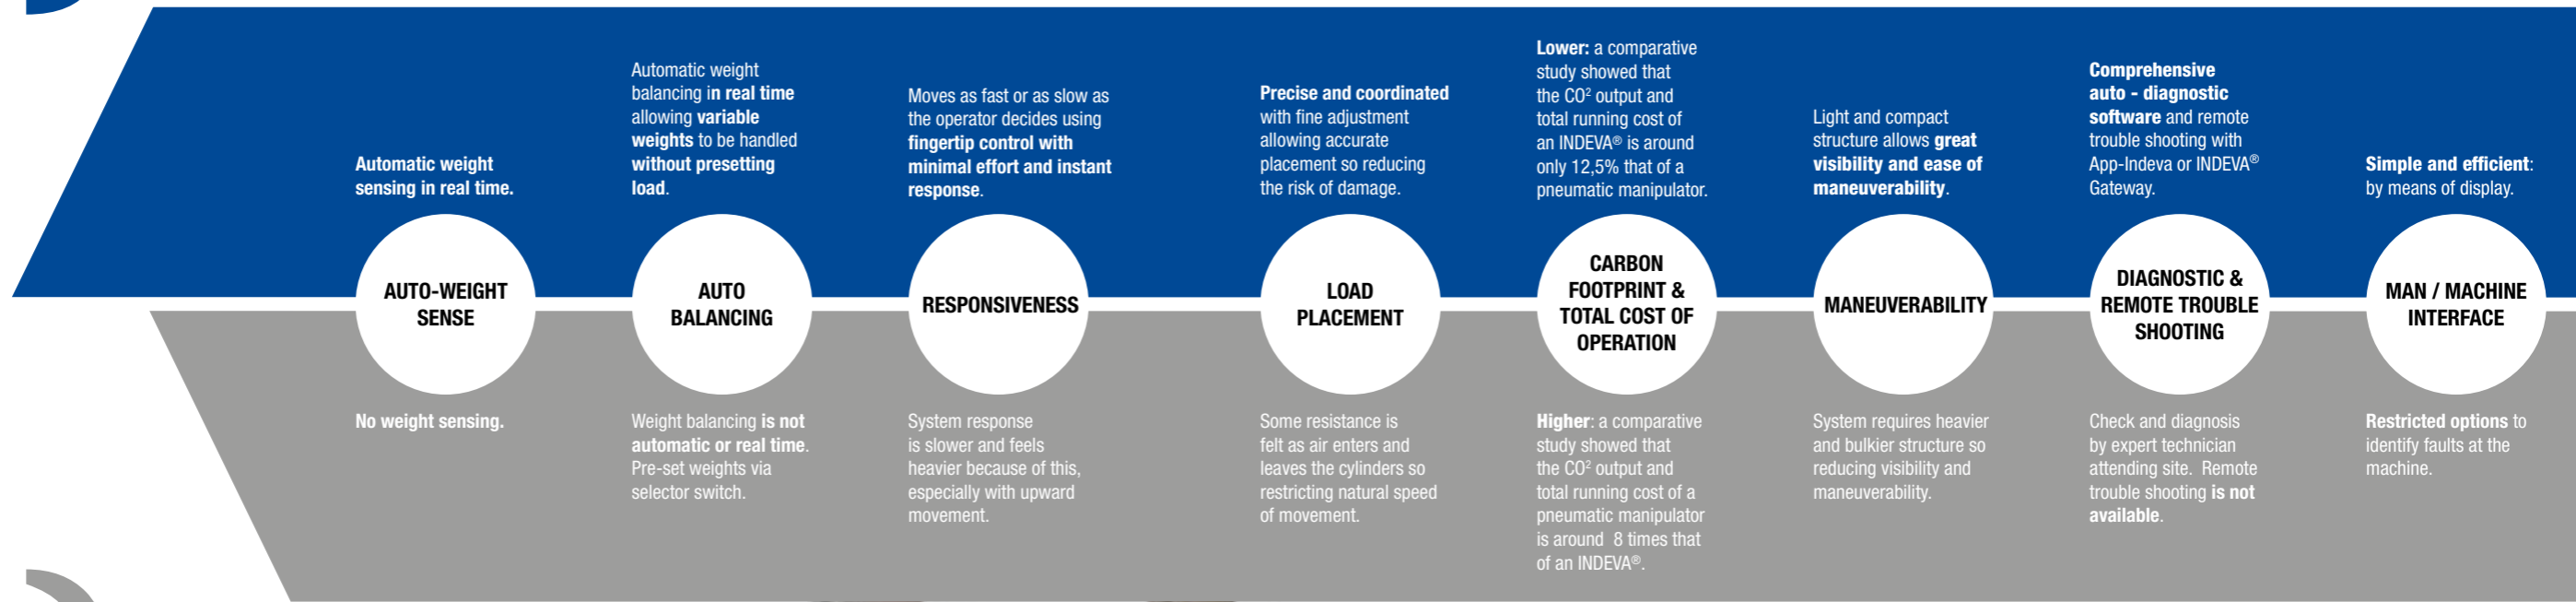 Automatic weight
sensing in real time.
AUTO-WEIGHT
SENSE
No weight sensing.
Automatic weight
balancing in real time
allowing variable
weights to be handled
without presetting
load.
AUTO
BALANCING
Weight balancing is not
automatic or real time.
Pre-set weights via
selector switch.
Moves as fast or as slow as
the operator decides using
fingertip control with
minimal effort and instant
response.
RESPONSIVENESS
System response
is slower and feels
heavier because of this,
especially with upward
movement.
Precise and coordinated
with fine adjustment
allowing accurate
placement so reducing
the risk of damage.
LOAD
PLACEMENT
Some resistance is
felt as air enters and
leaves the cylinders so
restricting natural speed
of movement.
Lower: a comparative
study showed that
the CO² output and
total running cost of
an INDEVA® is around
only 12,5% that of a
pneumatic manipulator.
CARBON
FOOTPRINT &
TOTAL COST OF
OPERATION
Higher: a comparative
study showed that
the CO² output and
total running cost of a
pneumatic manipulator
is around  8 times that
of an INDEVA®.
Light and compact
structure allows great
visibility and ease of
maneuverability.
MANEUVERABILITY
System requires heavier
and bulkier structure so
reducing visibility and
maneuverability.
Comprehensive
auto - diagnostic
software and remote
trouble shooting with
App-Indeva or INDEVA®
Gateway.
DIAGNOSTIC &
REMOTE TROUBLE
SHOOTING
Check and diagnosis
by expert technician
attending site.  Remote
trouble shooting is not
available.
Simple and efficient:
by means of display.
MAN / MACHINE
INTERFACE
Restricted options to
identify faults at the
machine.